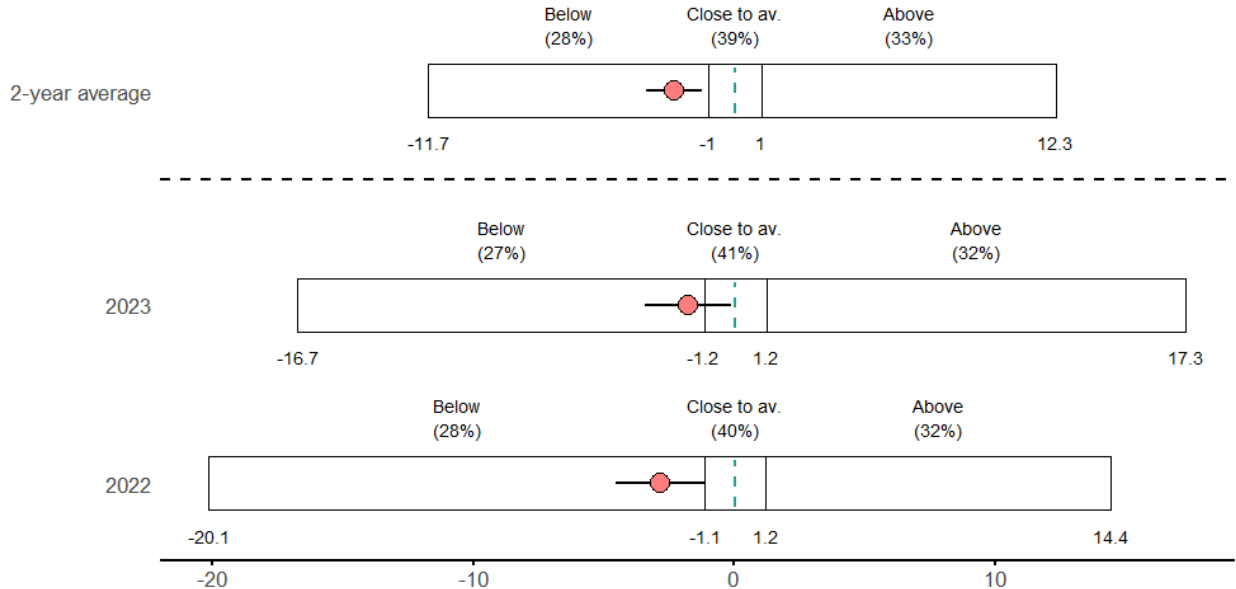 Below Close to av. Above
(28%) (39%) (33%)
2-year average
-11.7 -1 1 12.3
Below Close to av. Above
(27%) (41%) (32%)
2023
-16.7 -1.2 1.2 17.3
Below Close to av. Above
(28%) (40%) (32%)
2022
-20.1 -1.1 1.2 14.4
-20 -10 0 10